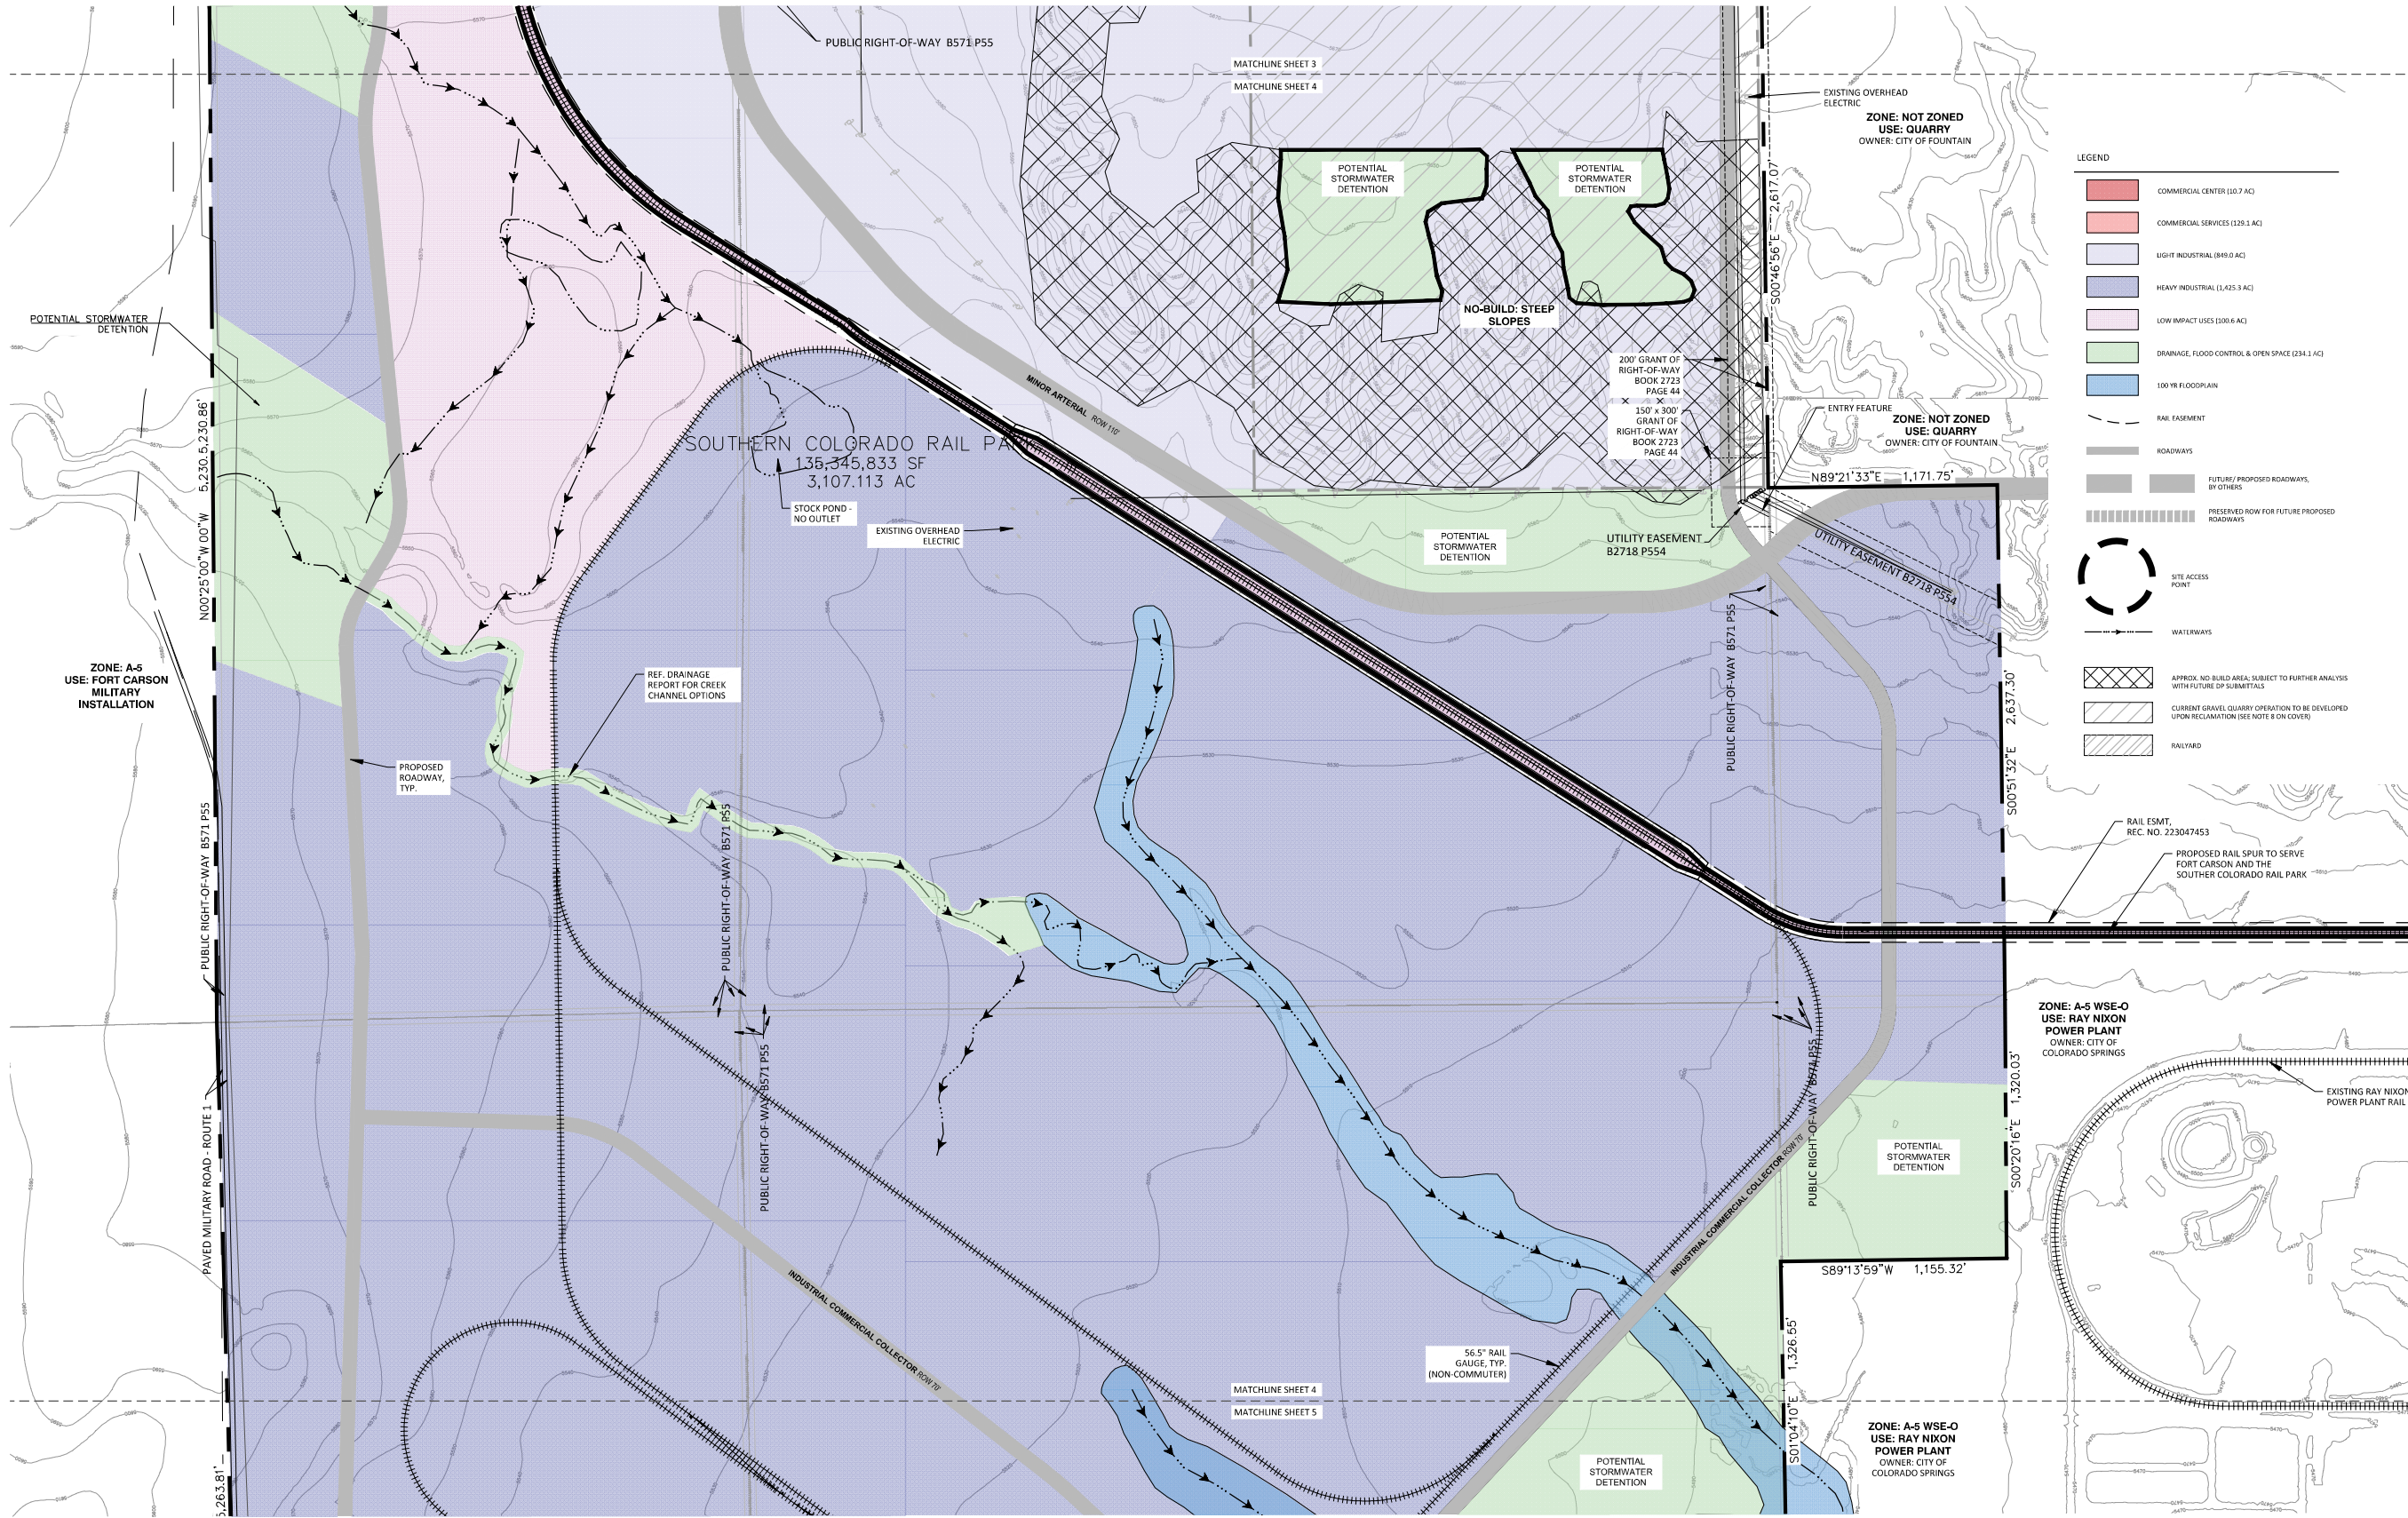 PUBLIC RIGHT-OF-WAY B571 P55
MATCHLINE SHEET 3
MATCHLINE SHEET 4
EXISTING OVERHEAD
ELECTRIC
ZONE: NOT ZONED
USE: QUARRY
OWNER: CITY OF FOUNTAIN
POTENTIAL
STORMWATER
DETENTION
POTENTIAL
STORMWATER
DETENTION
S00°46'56"E 2,617.07'
NO-BUILD: STEEP
SLOPES
POTENTIAL STORMWATER
DETENTION
200' GRANT OF
RIGHT-OF-WAY
BOOK 2723
PAGE 44
150' x 300'
GRANT OF
RIGHT-OF-WAY
BOOK 2723
PAGE 44
MINOR ARTERIAL ROW 110'
ENTRY FEATURE
ZONE: NOT ZONED
USE: QUARRY
OWNER: CITY OF FOUNTAIN
N89°21'33"E 1,171.75'
SOUTHERN COLORADO RAIL PARK
135,345,833 SF
3,107.113 AC
STOCK POND -
NO OUTLET
EXISTING OVERHEAD
ELECTRIC
POTENTIAL
STORMWATER
DETENTION
UTILITY EASEMENT
B2718 P554
UTILITY EASEMENT B2718 P554
N00°25'00"W 00"W 5,230.5,230.86'
PUBLIC RIGHT-OF-WAY B571 P55
ZONE: A-5
USE: FORT CARSON
MILITARY
INSTALLATION
REF. DRAINAGE
REPORT FOR CREEK
CHANNEL OPTIONS
PROPOSED
ROADWAY,
TYP.
S00°51'32"E 2,637.30'
PUBLIC RIGHT-OF-WAY B571 P55
PUBLIC RIGHT-OF-WAY B571 P55
PUBLIC RIGHT-OF-WAY B571 P55
PUBLIC RIGHT-OF-WAY B571 P55
PAVED MILITARY ROAD - ROUTE 1
RAIL ESMT,
REC. NO. 223047453
PROPOSED RAIL SPUR TO SERVE
FORT CARSON AND THE
SOUTHER COLORADO RAIL PARK
ZONE: A-5 WSE-O
USE: RAY NIXON
POWER PLANT
OWNER: CITY OF
COLORADO SPRINGS
EXISTING RAY NIXON
POWER PLANT RAIL
S00°20'16"E 1,320.03'
POTENTIAL
STORMWATER
DETENTION
INDUSTRIAL COMMERCIAL COLLECTOR ROW 70'
S89°13'59"W 1,155.32'
INDUSTRIAL COMMERCIAL COLLECTOR ROW 70'
56.5" RAIL
GAUGE, TYP.
(NON-COMMUTER)
S01°04'10"E 1,326.55'
MATCHLINE SHEET 4
MATCHLINE SHEET 5
POTENTIAL
STORMWATER
DETENTION
ZONE: A-5 WSE-O
USE: RAY NIXON
POWER PLANT
OWNER: CITY OF
COLORADO SPRINGS
5,263.81'
LEGEND
COMMERCIAL CENTER (10.7 AC)
COMMERCIAL SERVICES (129.1 AC)
LIGHT INDUSTRIAL (849.0 AC)
HEAVY INDUSTRIAL (1,425.3 AC)
LOW IMPACT USES (100.6 AC)
DRAINAGE, FLOOD CONTROL & OPEN SPACE (234.1 AC)
100 YR FLOODPLAIN
RAIL EASEMENT
ROADWAYS
FUTURE/ PROPOSED ROADWAYS,
BY OTHERS
PRESERVED ROW FOR FUTURE PROPOSED
ROADWAYS
SITE ACCESS
POINT
WATERWAYS
APPROX. NO BUILD AREA; SUBJECT TO FURTHER ANALYSIS
WITH FUTURE DP SUBMITTALS
CURRENT GRAVEL QUARRY OPERATION TO BE DEVELOPED
UPON RECLAMATION (SEE NOTE 8 ON COVER)
RAILYARD